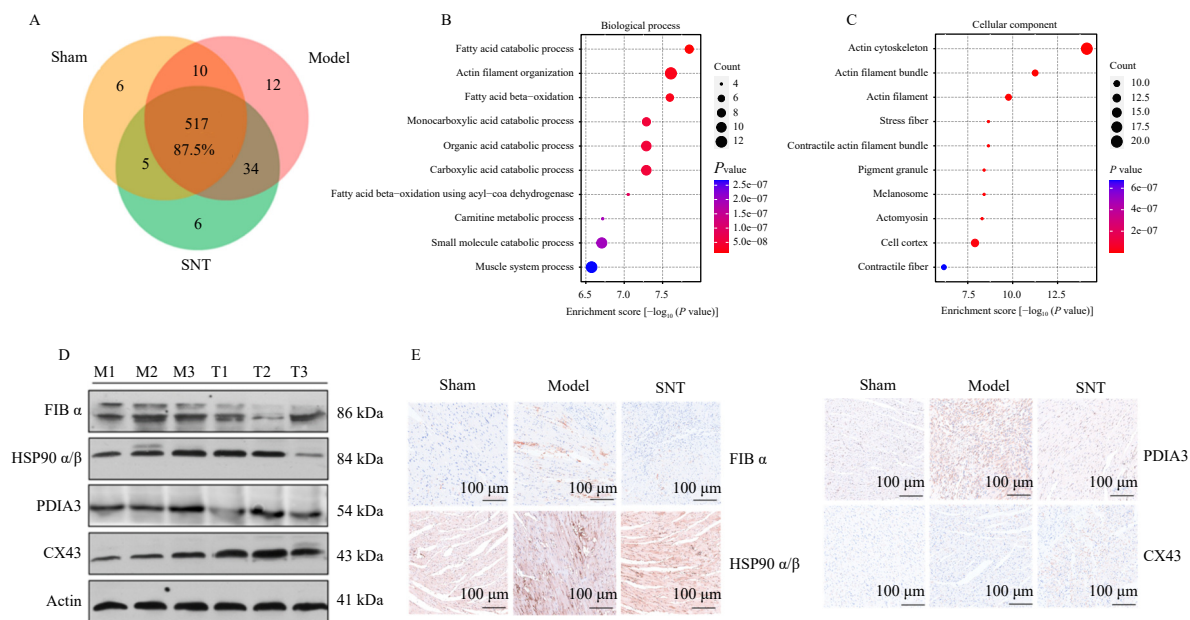 A
Sham
Model
6
10
12
517
87.5%
5
34
6
SNT
B
Biological process
Fatty acid catabolic process
Actin filament organization
Fatty acid beta−oxidation
Monocarboxylic acid catabolic process
Organic acid catabolic process
Carboxylic acid catabolic process
Fatty acid beta−oxidation using acyl−coa dehydrogenase
Carnitine metabolic process
Small molecule catabolic process
Muscle system process
6.5 7.0 7.5
Enrichment score [−log10 (P value)]
Count
4
6
8
10
12
Pvalue
2.5e−07
2.0e−07
1.5e−07
1.0e−07
5.0e−08
C
Cellular component
Actin cytoskeleton
Actin filament bundle
Actin filament
Stress fiber
Contractile actin filament bundle
Pigment granule
Melanosome
Actomyosin
Cell cortex
Contractile fiber
7.5 10.0 12.5
Enrichment score [−log10 (P value)]
Count
10.0
12.5
15.0
17.5
20.0
P value
6e−07
4e−07
2e−07
D
M1 M2 M3 T1 T2 T3
FIB α 86 kDa
HSP90 α/β 84 kDa
PDIA3 54 kDa
CX43 43 kDa
Actin 41 kDa
E
Sham Model SNT
100 μm 100 μm 100 μm
FIB α
100 μm 100 μm 100 μm
HSP90 α/β
Sham Model SNT
100 μm 100 μm 100 μm
PDIA3
100 μm 100 μm 100 μm
CX43